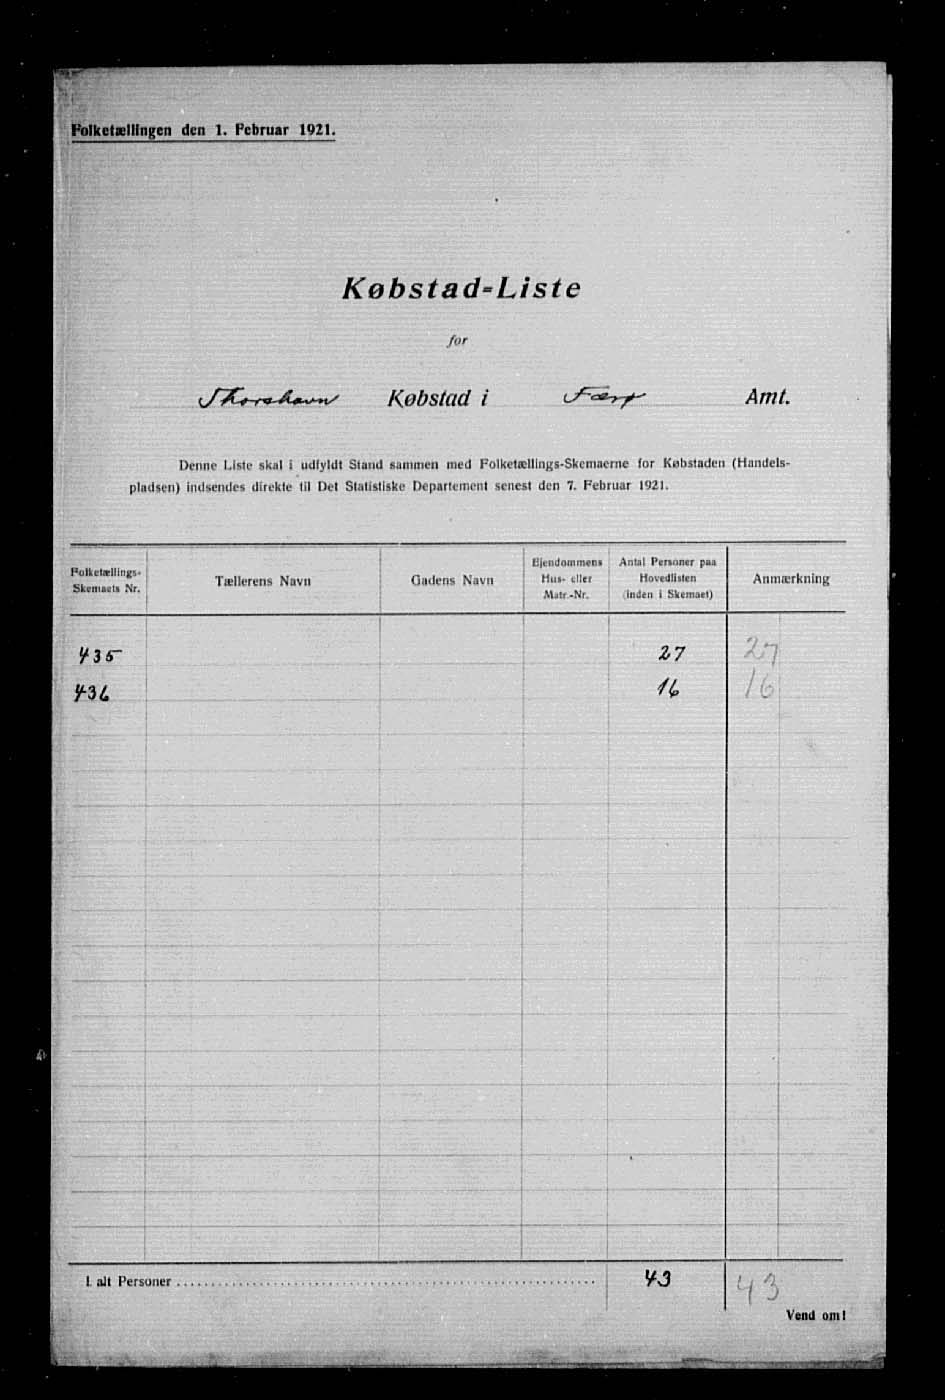 Folketællingen den 1. Februar 1921.
Købstad-Liste
for
Thorshavn Købstad i Færø Amt.
Denne Liste skal i udfyldt Stand sammen med Folketællings-Skemaerne for Købstaden (Handels-
pladsen) indsendes direkte til Det Statistiske Departement senest den 7. Februar 1921.
Folketællings-
Skemaets Nr.
Tællerens Navn
Gadens Navn
Ejendommens
Hus- eller
Matr.-Nr.
Antal Personer paa
Hovedlisten
(inden i Skemaet)
Anmærkning
435 27 27
436 16 16
I alt Personer 43 43
Vend om!